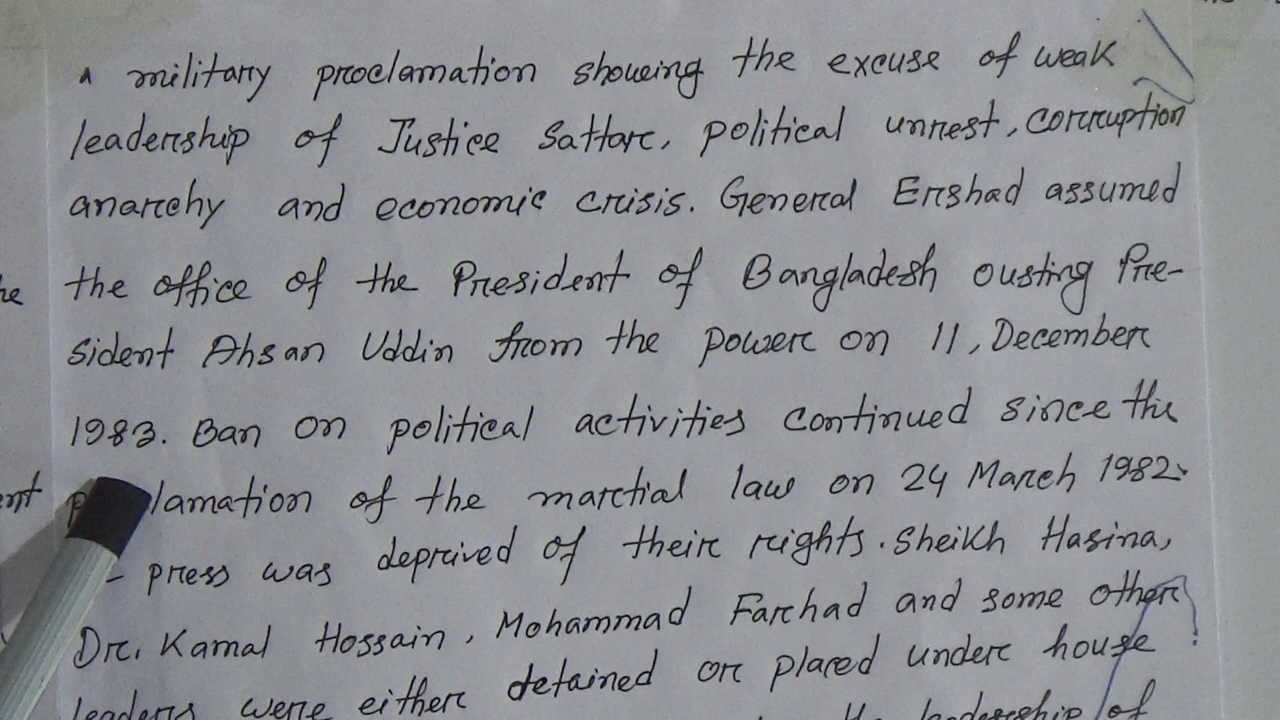 a military proclamation showing the excuse of weak
leadership of Justice Sattar, political unrest, corruption
anarchy and economic crisis. General Ershad assumed
the office of the President of Bangladesh ousting Pre-
sident Ahsan Uddin from the power on 11, December
1983. Ban on political activities continued since the
of the martial law on 24 March 1982.
press was deprived of their rights. Sheikh Hasina,
Dr. Kamal Hossain, Mohammad Farhad and some other
leaders were either detained or placed under house
leadership of